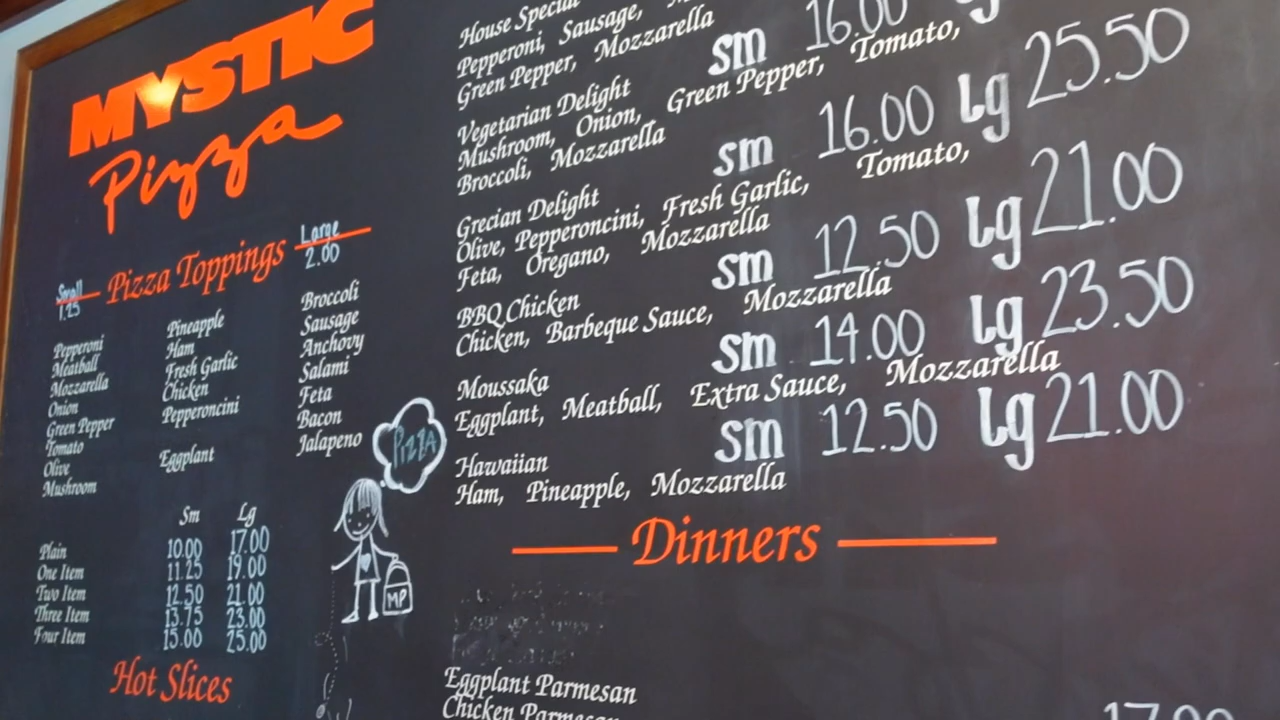 MYSTIC
Pizza
Small
1.25
Pizza Toppings
Large
2.00
Pepperoni
Meatball
Mozzarella
Onion
Green Pepper
Tomato
Olive
Mushroom
Pineapple
Ham
Fresh Garlic
Chicken
Pepperoncini
Eggplant
Broccoli
Sausage
Anchovy
Salami
Feta
Bacon
Jalapeno
PIZZA
MP
Sm Lg
Plain 10.00 17.00
One Item 11.25 19.00
Two Item 12.50 21.00
Three Item 13.75 23.00
Four Item 15.00 25.00
Hot Slices
House Special
Pepperoni, Sausage,
Green Pepper, Mozzarella
sm 16.00
Vegetarian Delight
Mushroom, Onion, Green Pepper, Tomato,
Broccoli, Mozzarella
sm 16.00 lg 25.50
Grecian Delight
Olive, Pepperoncini, Fresh Garlic, Tomato,
Feta, Oregano, Mozzarella
sm 12.50 lg 21.00
BBQ Chicken
Chicken, Barbeque Sauce, Mozzarella
sm 14.00 lg 23.50
Moussaka
Eggplant, Meatball, Extra Sauce, Mozzarella
sm 12.50 lg 21.00
Hawaiian
Ham, Pineapple, Mozzarella
Dinners
Eggplant Parmesan
Chicken Parmesan
17.00